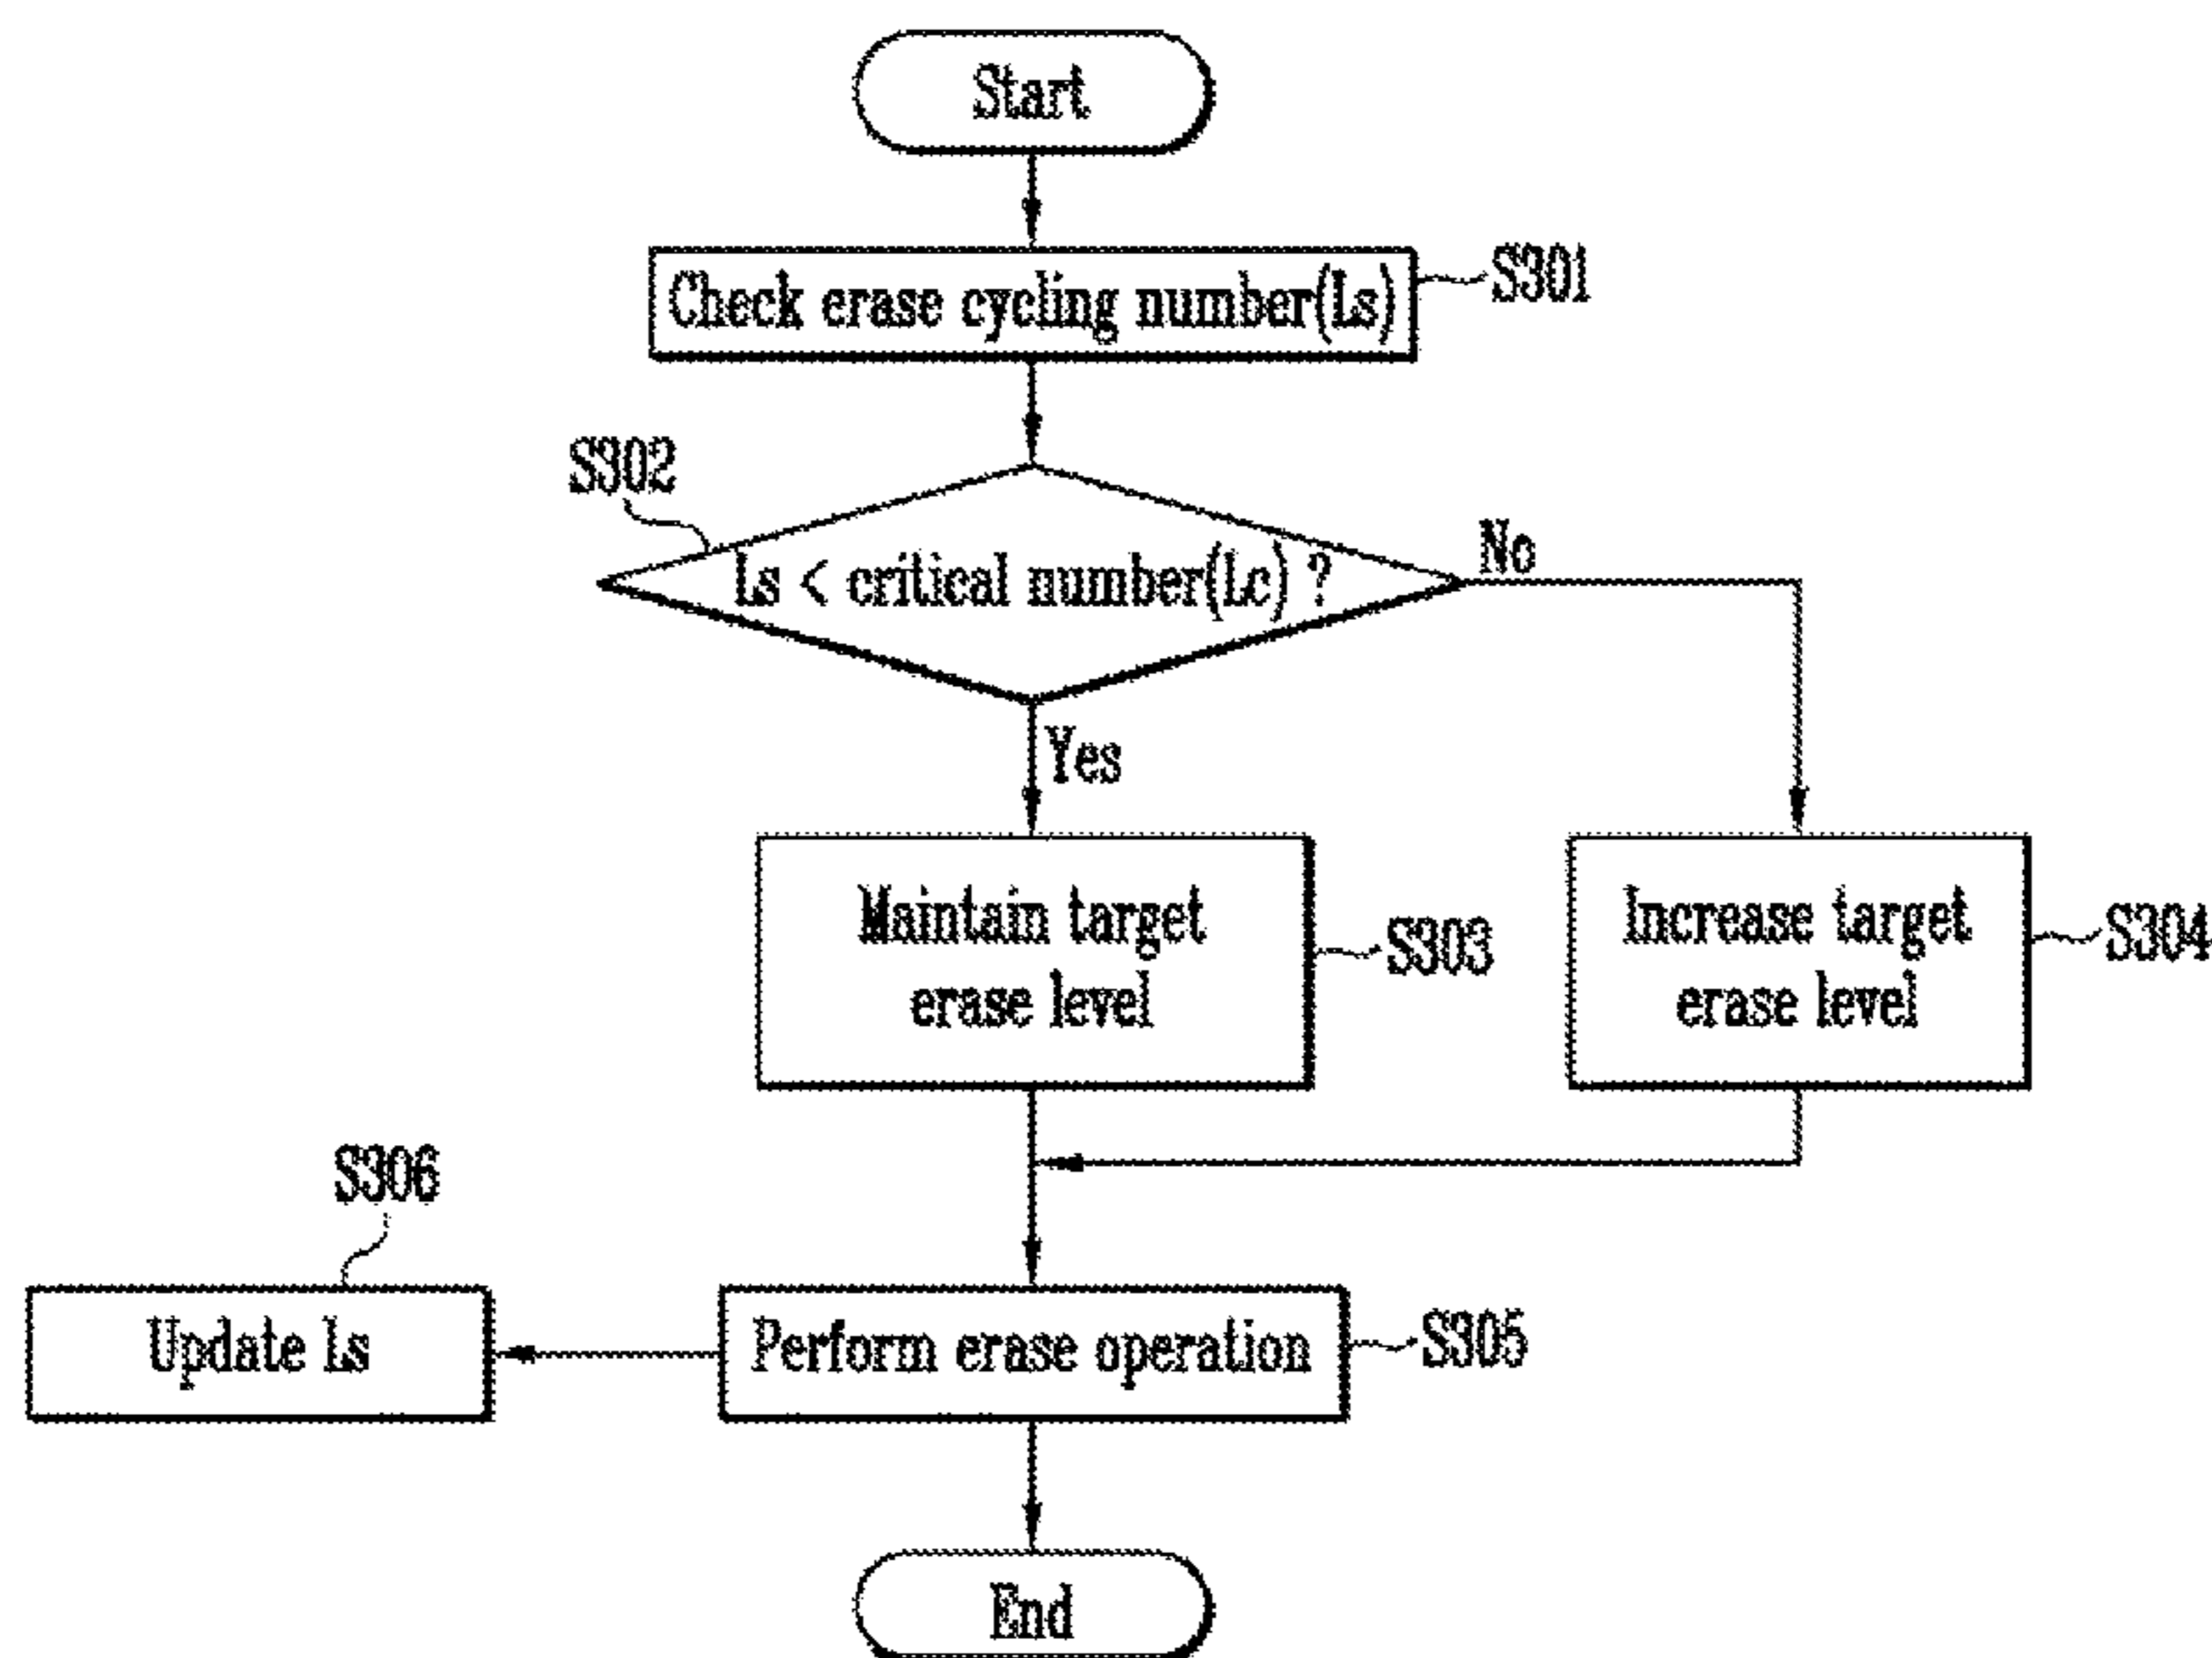 Start
Check erase cycling number(Ls)
S301
S302
Ls < critical number(Lc) ?
No
Yes
Maintain target
erase level
S303
Increase target
erase level
S304
S306
Update Ls
Perform erase operation
S305
End